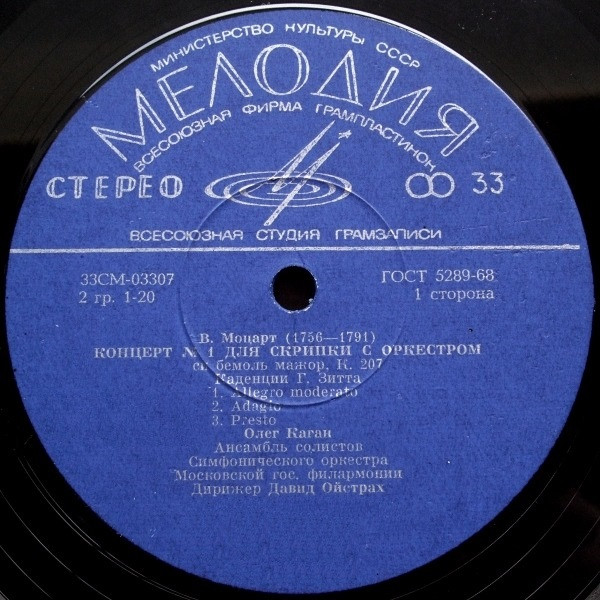 МИНИСТЕРСТВО КУЛЬТУРЫ СССР
МЕЛОДИЯ
ВСЕСОЮЗНАЯ ФИРМА ГРАМПЛАСТИНОК
СТЕРЕО 33
ВСЕСОЮЗНАЯ СТУДИЯ ГРАМЗАПИСИ
33СМ-03307 ГОСТ 5289-68
2 гр. 1-20 1 сторона
В. Моцарт (1756—1791)
КОНЦЕРТ № 1 ДЛЯ СКРИПКИ С ОРКЕСТРОМ
си бемоль мажор, К. 207
Каденции Г. Зитта
1. Allegro moderato
2. Adagio
3. Presto
Олег Каган
Ансамбль солистов
Симфонического оркестра
Московской гос. филармонии
Дирижер Давид Ойстрах